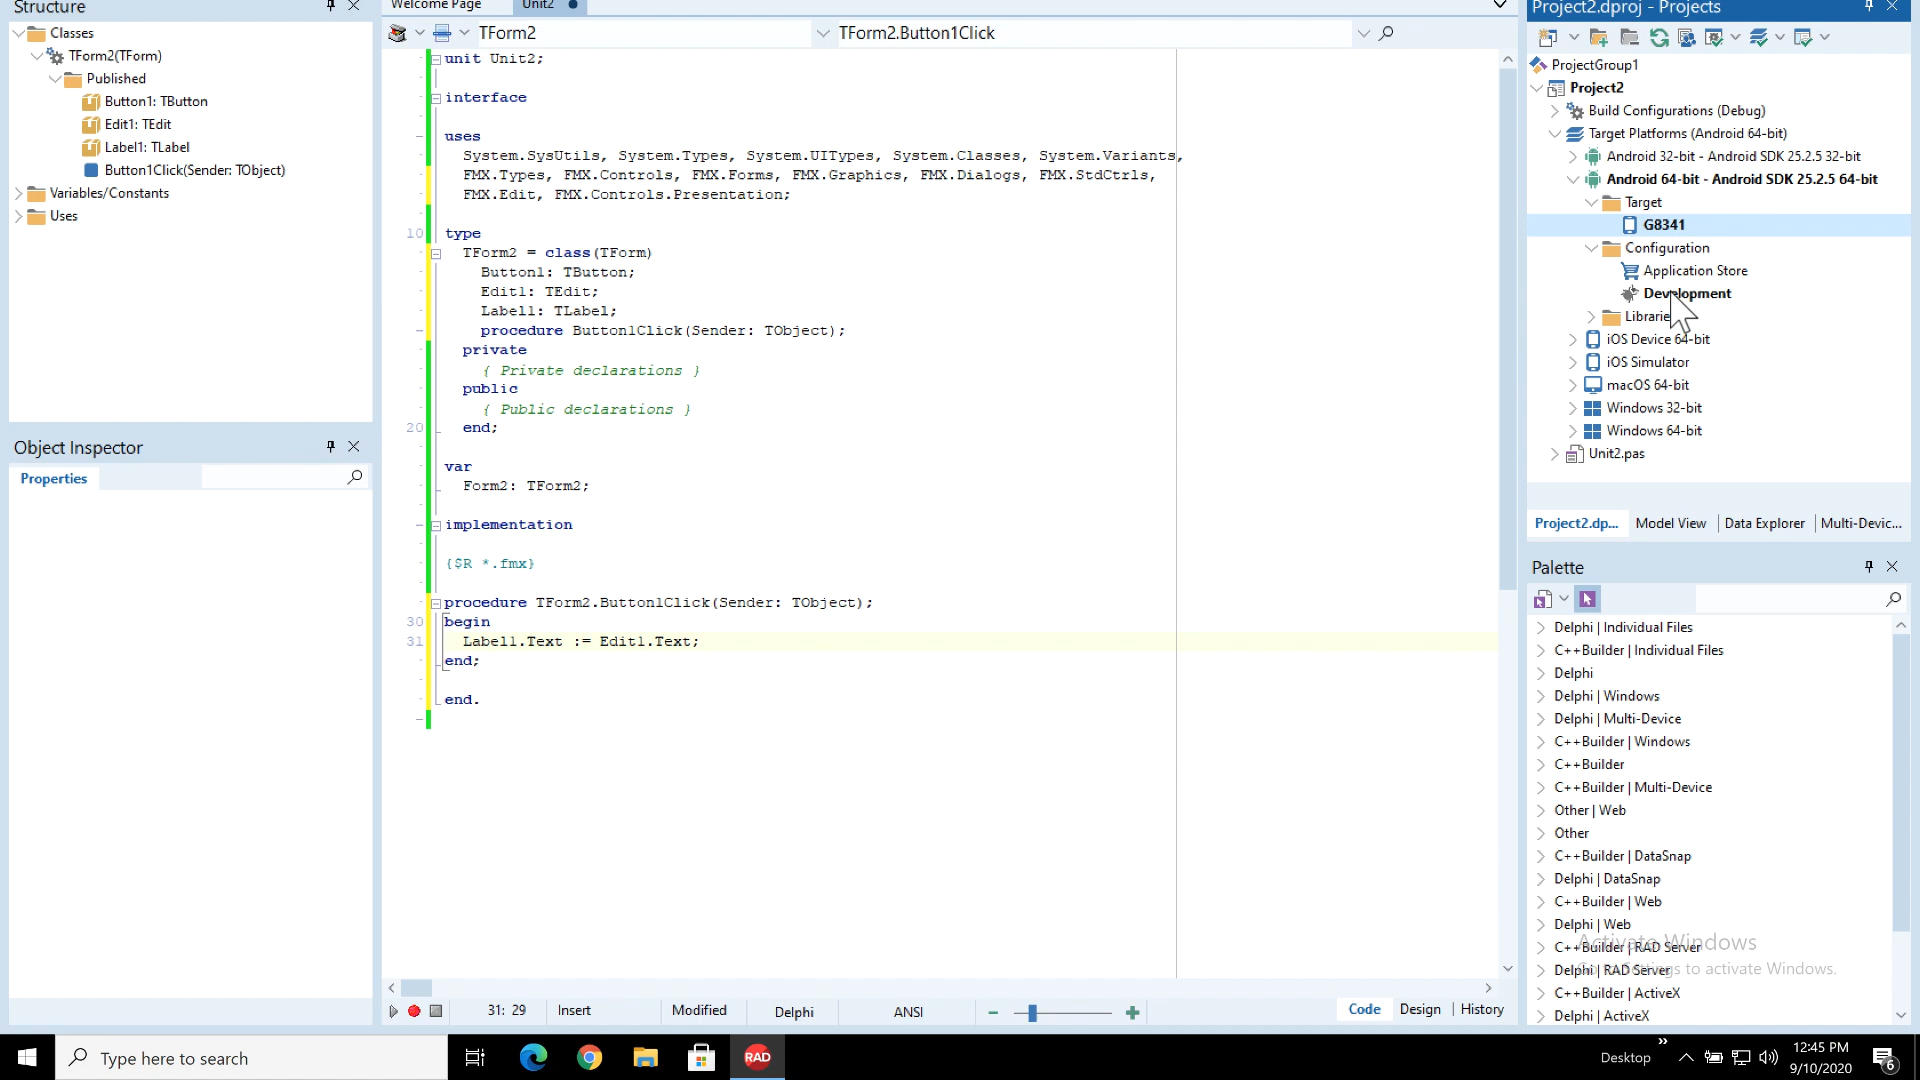 Structure
Classes
TForm2(TForm)
Published
Button1: TButton
Edit1: TEdit
Label1: TLabel
Button1Click(Sender: TObject)
Variables/Constants
Uses
Object Inspector
Properties
Welcome Page
Unit2
TForm2
TForm2.Button1Click
unit Unit2;
interface
uses
System.SysUtils, System.Types, System.UITypes, System.Classes, System.Variants,
FMX.Types, FMX.Controls, FMX.Forms, FMX.Graphics, FMX.Dialogs, FMX.StdCtrls,
FMX.Edit, FMX.Controls.Presentation;
10 type
TForm2 = class(TForm)
Button1: TButton;
Edit1: TEdit;
Label1: TLabel;
procedure Button1Click(Sender: TObject);
private
{ Private declarations }
public
{ Public declarations }
20 end;
var
Form2: TForm2;
implementation
{$R *.fmx}
procedure TForm2.Button1Click(Sender: TObject);
30 begin
31 Label1.Text := Edit1.Text;
end;
end.
31: 29
Insert
Modified
Delphi
ANSI
Code
Design
History
Project2.dproj - Projects
ProjectGroup1
Project2
Build Configurations (Debug)
Target Platforms (Android 64-bit)
Android 32-bit - Android SDK 25.2.5 32-bit
Android 64-bit - Android SDK 25.2.5 64-bit
Target
G8341
Configuration
Application Store
Development
Librarie
iOS Device 64-bit
iOS Simulator
macOS 64-bit
Windows 32-bit
Windows 64-bit
Unit2.pas
Project2.dp...
Model View
Data Explorer
Multi-Devic...
Palette
Delphi | Individual Files
C++Builder | Individual Files
Delphi
Delphi | Windows
Delphi | Multi-Device
C++Builder | Windows
C++Builder
C++Builder | Multi-Device
Other | Web
Other
C++Builder | DataSnap
Delphi | DataSnap
C++Builder | Web
Delphi | Web
Activate Windows
C++Builder | RAD Server
Delphi | RAD Server
Go to Settings to activate Windows.
C++Builder | ActiveX
Delphi | ActiveX
Type here to search
RAD
Desktop
12:45 PM
9/10/2020
6